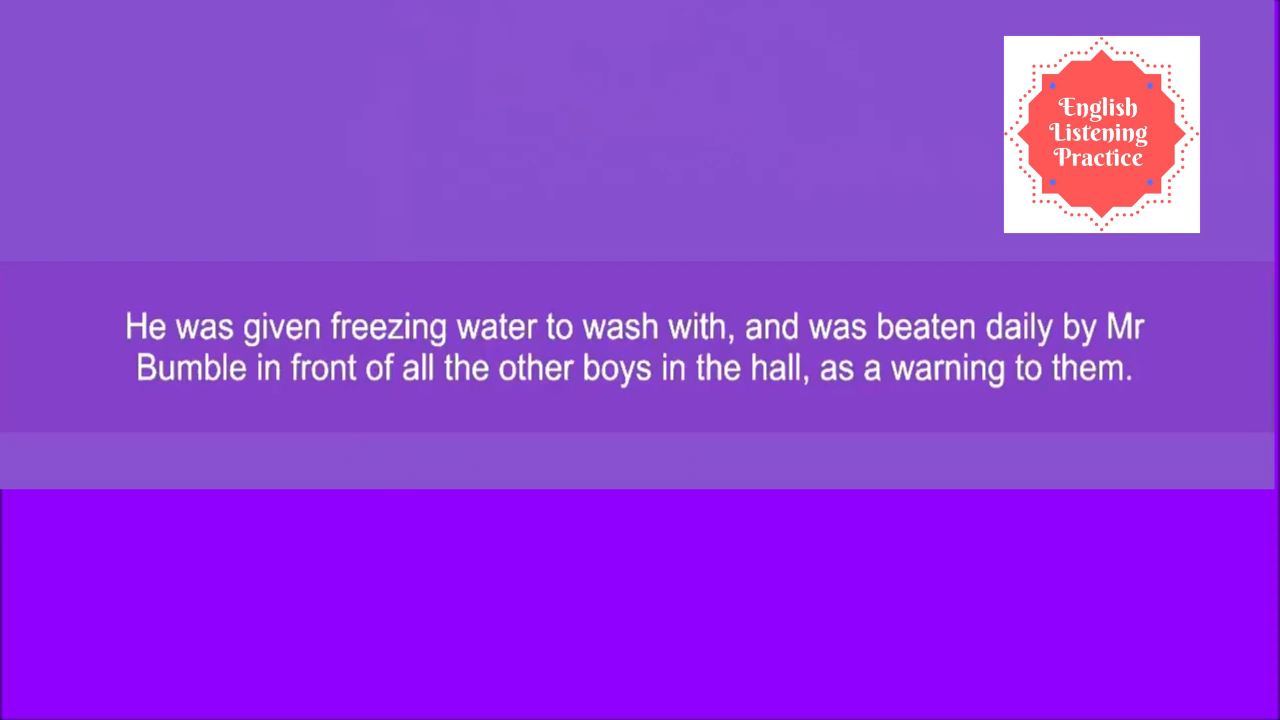 English
Listening
Practice
He was given freezing water to wash with, and was beaten daily by Mr
Bumble in front of all the other boys in the hall, as a warning to them.